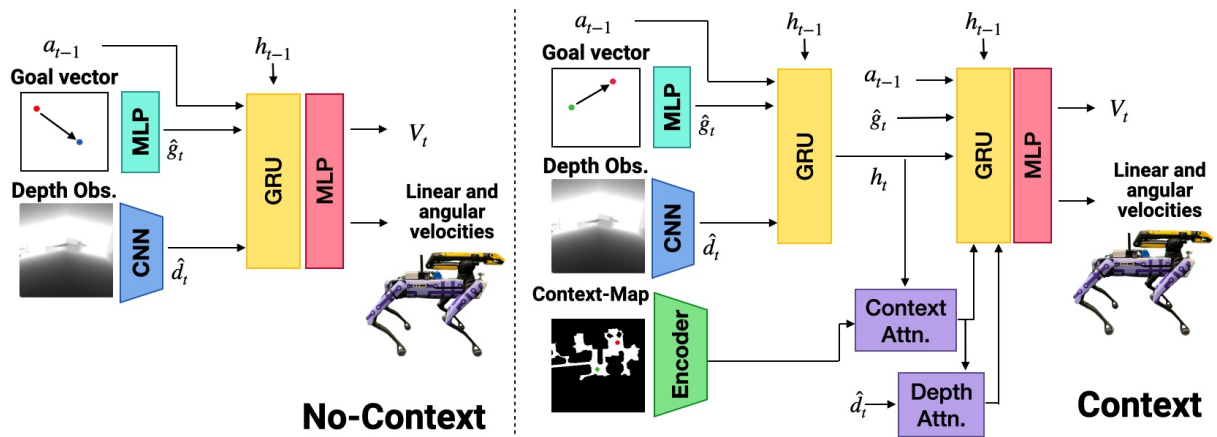 a_{t-1}
Goal vector
MLP
ĝ_t
Depth Obs.
CNN
d̂_t
h_{t-1}
GRU
MLP
V_t
Linear and
angular
velocities
No-Context
a_{t-1}
Goal vector
MLP
ĝ_t
Depth Obs.
CNN
d̂_t
Context-Map
Encoder
h_{t-1}
GRU
h_t
Context
Attn.
d̂_t
Depth
Attn.
h_{t-1}
a_{t-1}
ĝ_t
GRU
MLP
V_t
Linear and
angular
velocities
Context